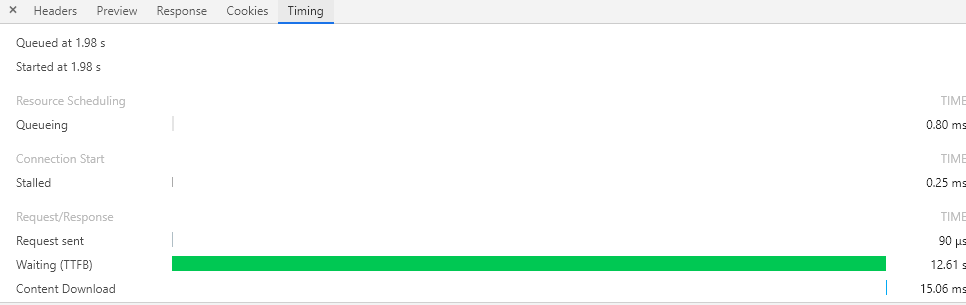 × Headers Preview Response Cookies Timing
Queued at 1.98 s
Started at 1.98 s
Resource Scheduling TIME
Queueing 0.80 ms
Connection Start TIME
Stalled 0.25 ms
Request/Response TIME
Request sent 90 µs
Waiting (TTFB) 12.61 s
Content Download 15.06 ms